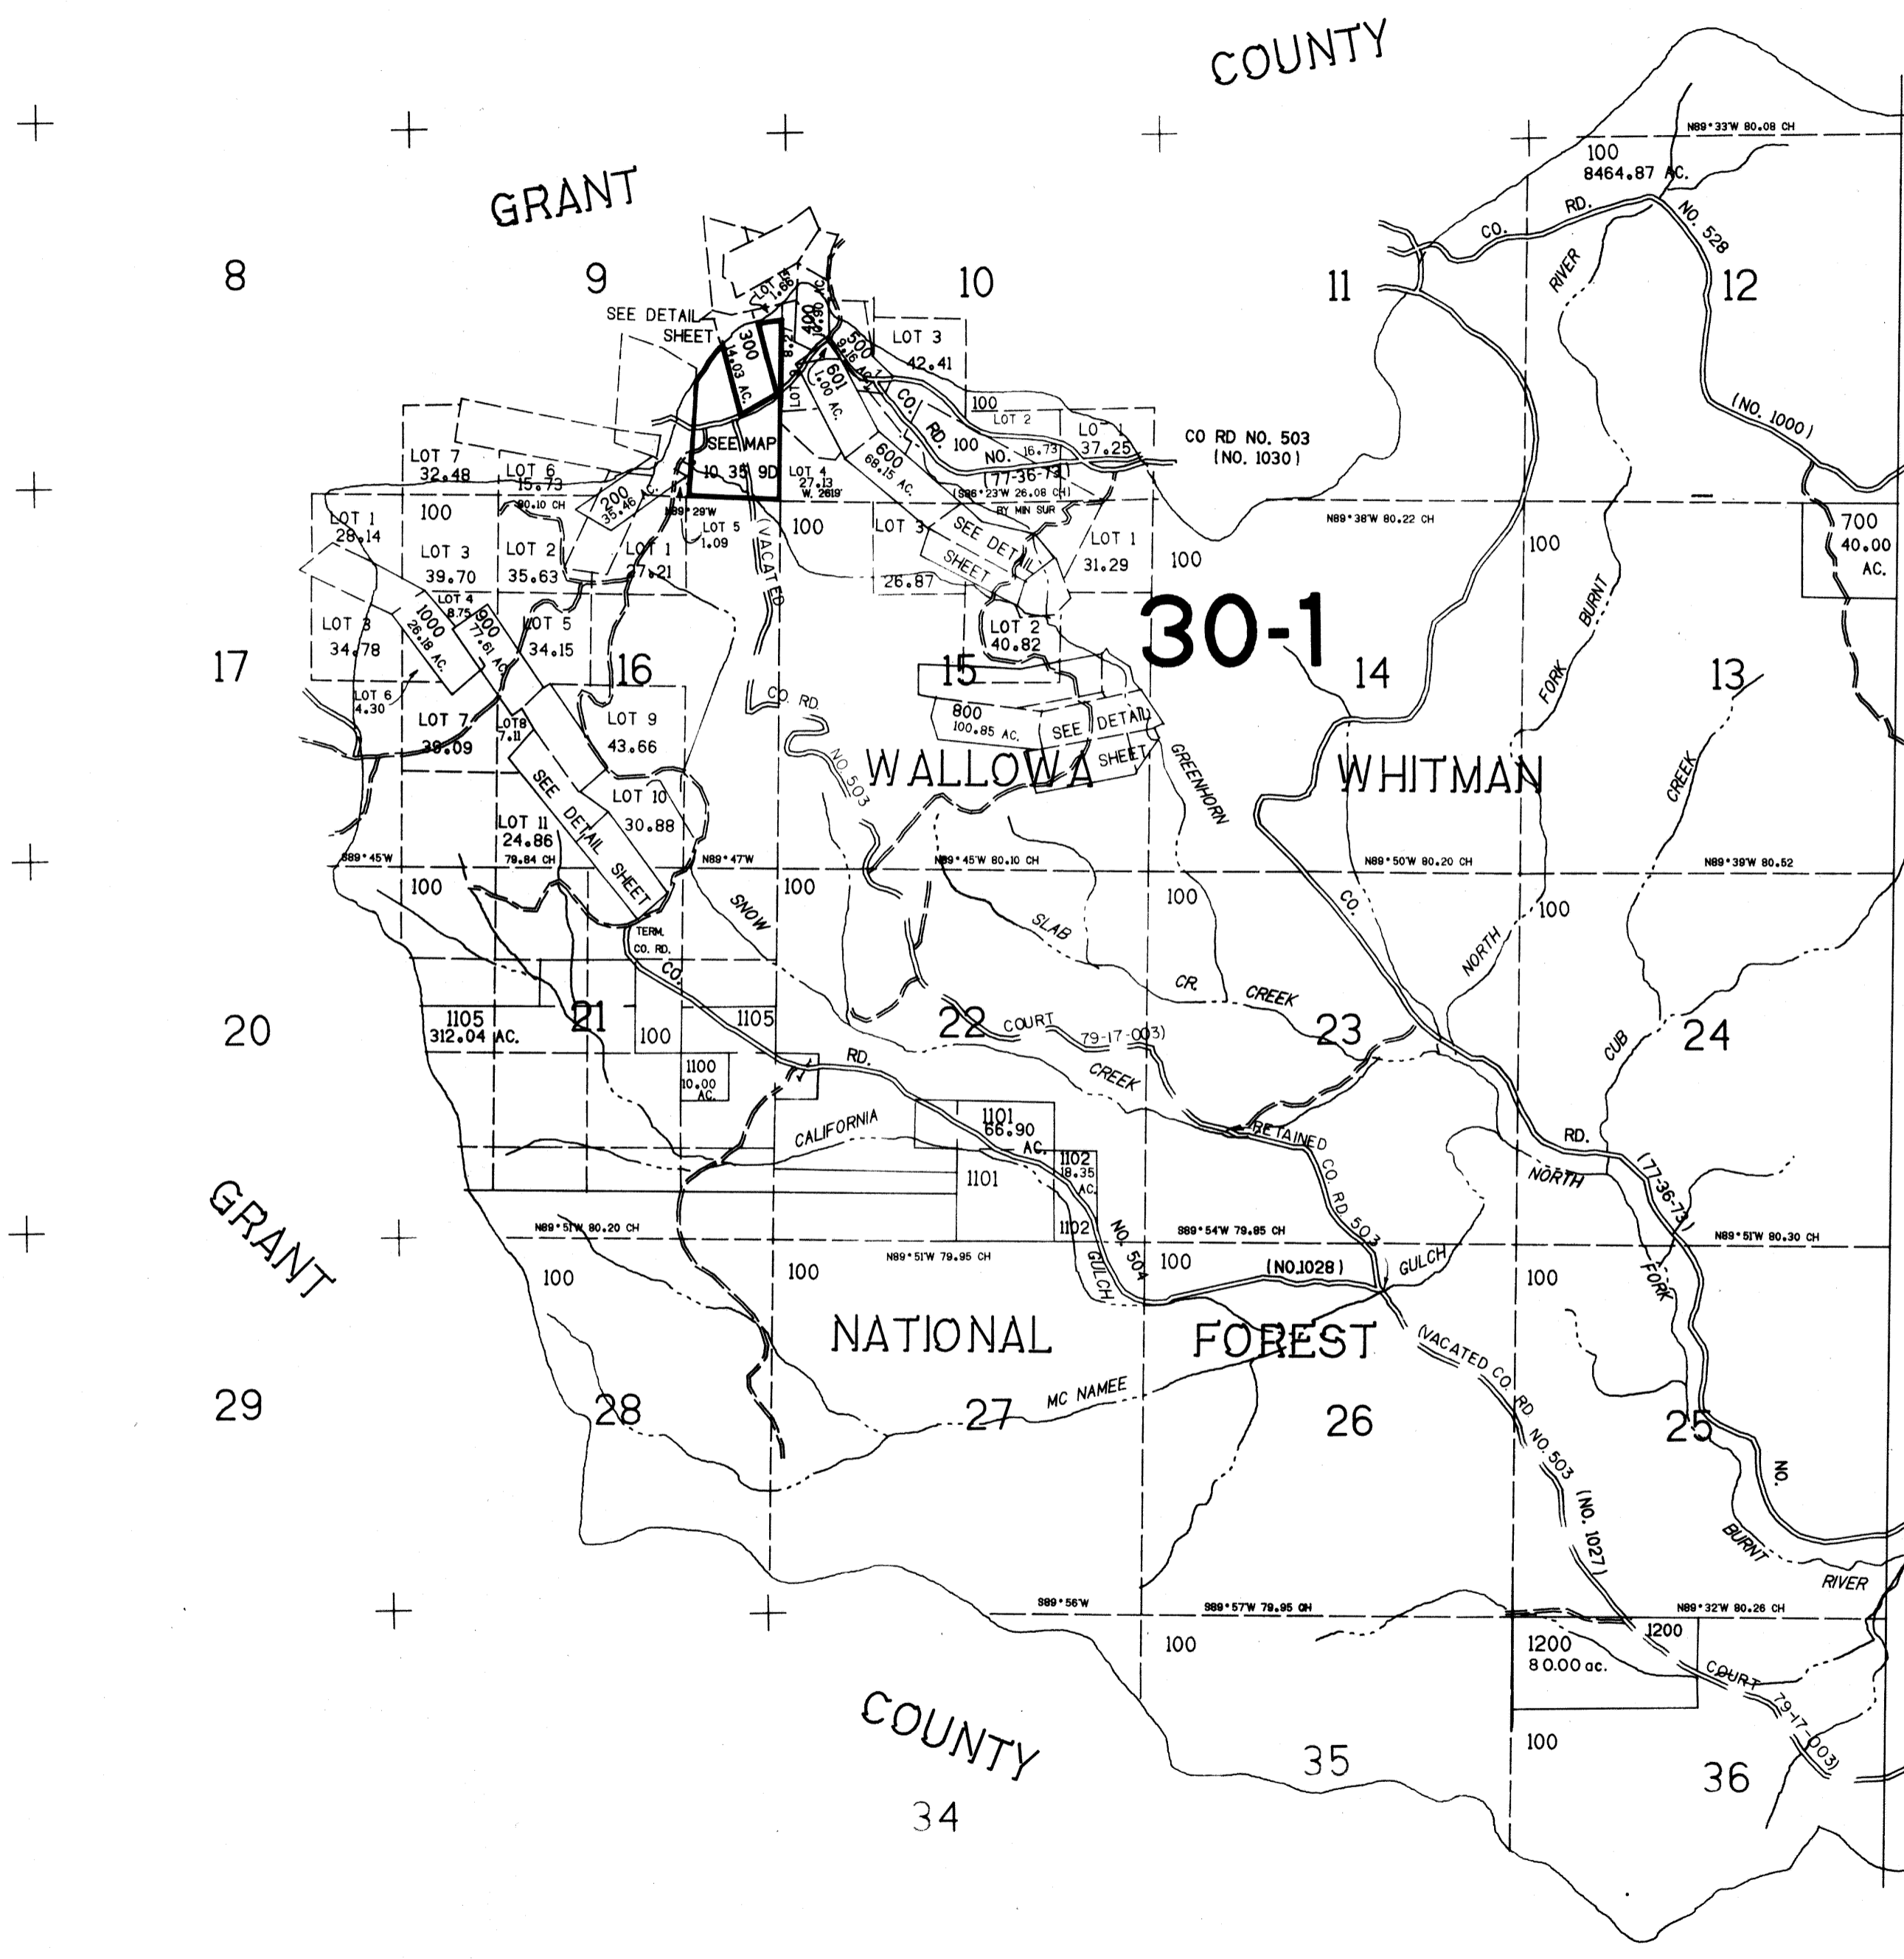 COUNTY
GRANT
N89°33'W 80.08 CH
100
8464.87 AC.
CO.
RD.
NO. 528
RIVER
8
9
10
11
12
SEE DETAIL
SHEET
1.66
300
14.03 AC.
8.27
400
10.90 AC.
500
9.16 AC.
601
1.00 AC.
LOT 3
42.41
(NO. 1000)
100
LOT 2
16.73
37.25
CO.
RD.
NO.
100
(77-36-73)
CO RD NO. 503
(NO. 1030)
SEE MAP
10 35 9D
LOT 4
27.13
W. 2619'
600
68.15 AC.
(S86°23'W 26.08 CH)
BY MIN SUR
LOT 7
32.48
LOT 6
15.73
80.10 CH
200
35.46 AC.
N89°29'W
LOT 5
1.09
(VACATED
100
100
LOT 1
28.14
LOT 3
39.70
LOT 2
35.63
LOT 1
27.21
LOT 3
26.87
SEE DETAIL
SHEET
LOT 1
31.29
100
N89°38'W 80.22 CH
100
700
40.00
AC.
BURNT
FORK
LOT 4
8.75
1000
26.18 AC.
900
77.61 AC.
LOT 5
34.15
LOT 3
34.78
LOT 2
40.82
30-1
17
16
15
14
13
LOT 6
4.30
LOT 7
39.09
LOT 8
7.11
LOT 9
43.66
CO. RD.
NO. 503
800
100.85 AC.
SEE DETAIL
SHEET
GREENHORN
WALLOWA
WHITMAN
CREEK
SEE DETAIL SHEET
LOT 10
30.88
LOT 11
24.86
S89°45'W
79.84 CH
N89°47'W
N89°45'W 80.10 CH
N89°50'W 80.20 CH
N89°39'W 80.52
100
100
100
100
SNOW
SLAB
CR.
CREEK
CO.
NORTH
TERM.
CO. RD.
CO.
RD.
1105
312.04 AC.
100
1105
20
21
22
23
24
COURT
79-17-003)
CUB
1100
10.00
AC.
CREEK
CALIFORNIA
1101
66.90
AC.
1102
18.35
AC.
1101
1102
RETAINED
CO. RD. 503
RD.
NORTH
(77-36-73)
GRANT
N89°51'W 80.20 CH
N89°51'W 79.95 CH
NO. 504
GULCH
S89°54'W 79.85 CH
N89°51'W 80.30 CH
100
100
100
(NO.1028)
GULCH
100
FORK
NATIONAL
FOREST
(VACATED CO. RD. NO. 503
(NO. 1027)
MC NAMEE
29
28
27
26
25
NO.
BURNT
RIVER
S89°56'W
S89°57'W 79.95 CH
N89°32'W 80.26 CH
100
1200
80.00 ac.
1200
COURT
79-17-003)
100
COUNTY
35
36
34